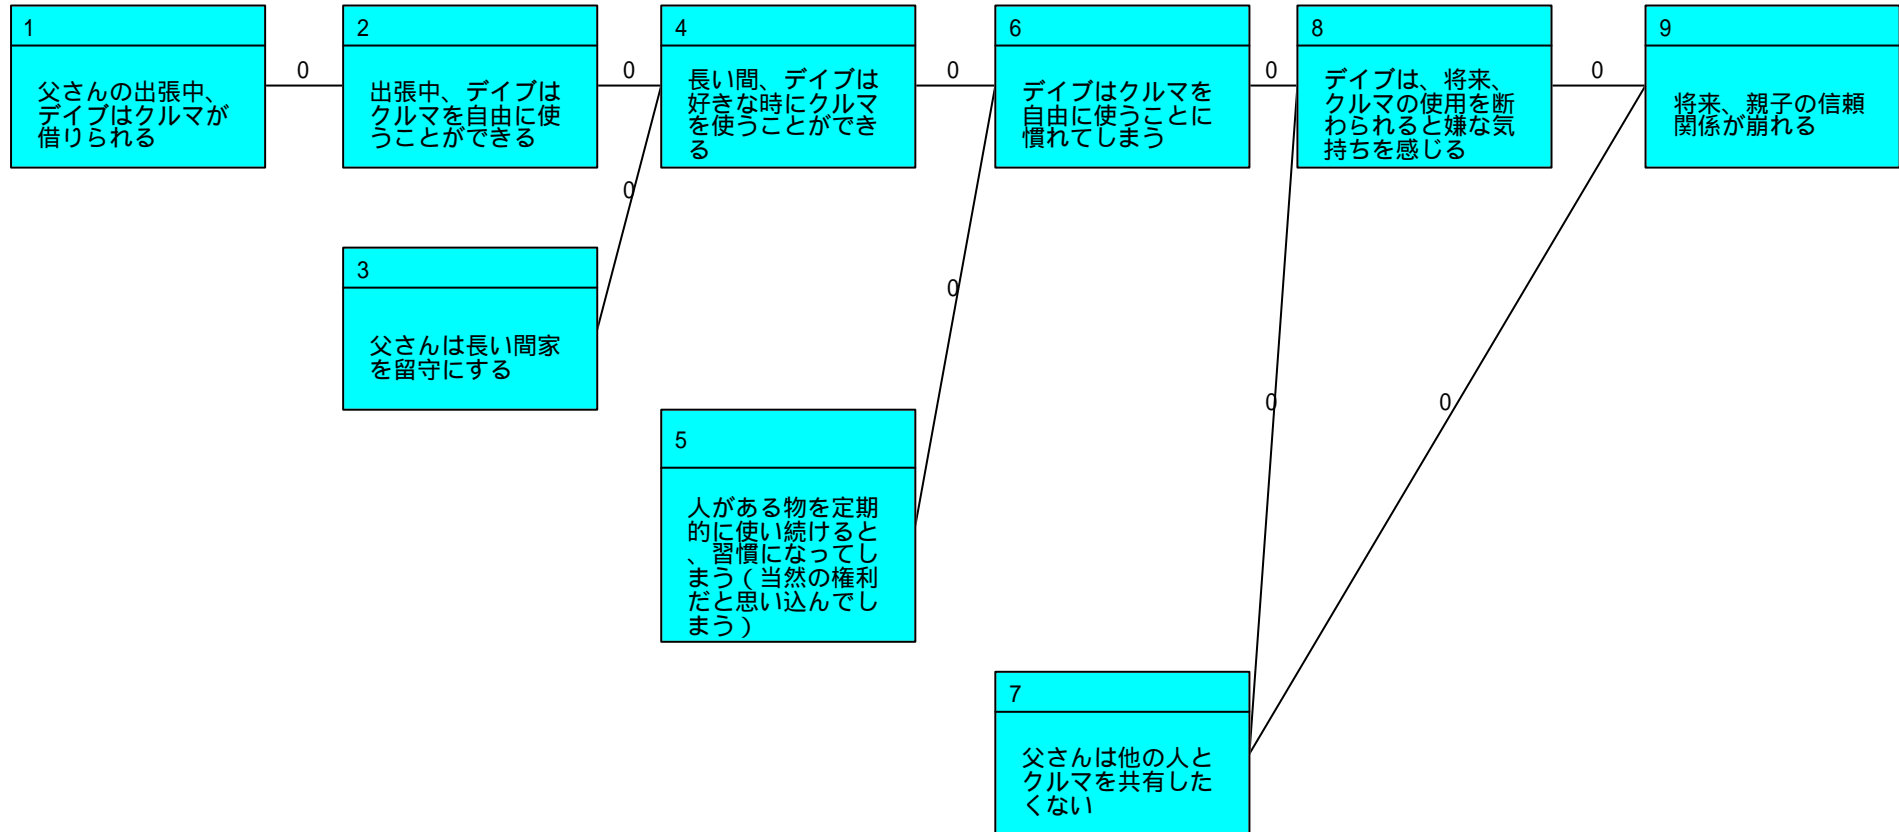 1
父さんの出張中、
デイブはクルマが
借りられる
0
2
出張中、デイブは
クルマを自由に使
うことができる
0
4
長い間、デイブは
好きな時にクルマ
を使うことができ
る
0
6
デイブはクルマを
自由に使うことに
慣れてしまう
0
8
デイブは、将来、
クルマの使用を断
わられると嫌な気
持ちを感じる
0
9
将来、親子の信頼
関係が崩れる
0
3
父さんは長い間家
を留守にする
0
5
人がある物を定期
的に使い続けると
、習慣になってし
まう（当然の権利
だと思い込んでし
まう）
0
0
7
父さんは他の人と
クルマを共有した
くない